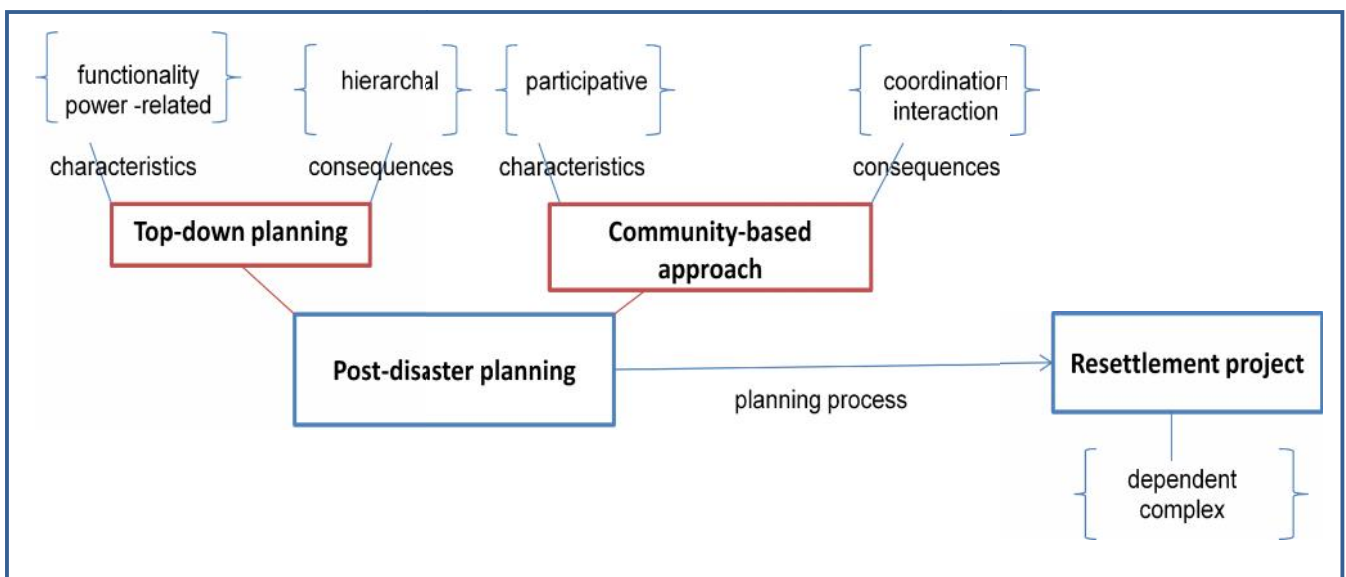 functionality
power -related
hierarchal
participative
coordination
interaction
characteristics
consequences
characteristics
consequences
Top-down planning
Community-based
approach
Post-disaster planning
planning process
Resettlement project
dependent
complex